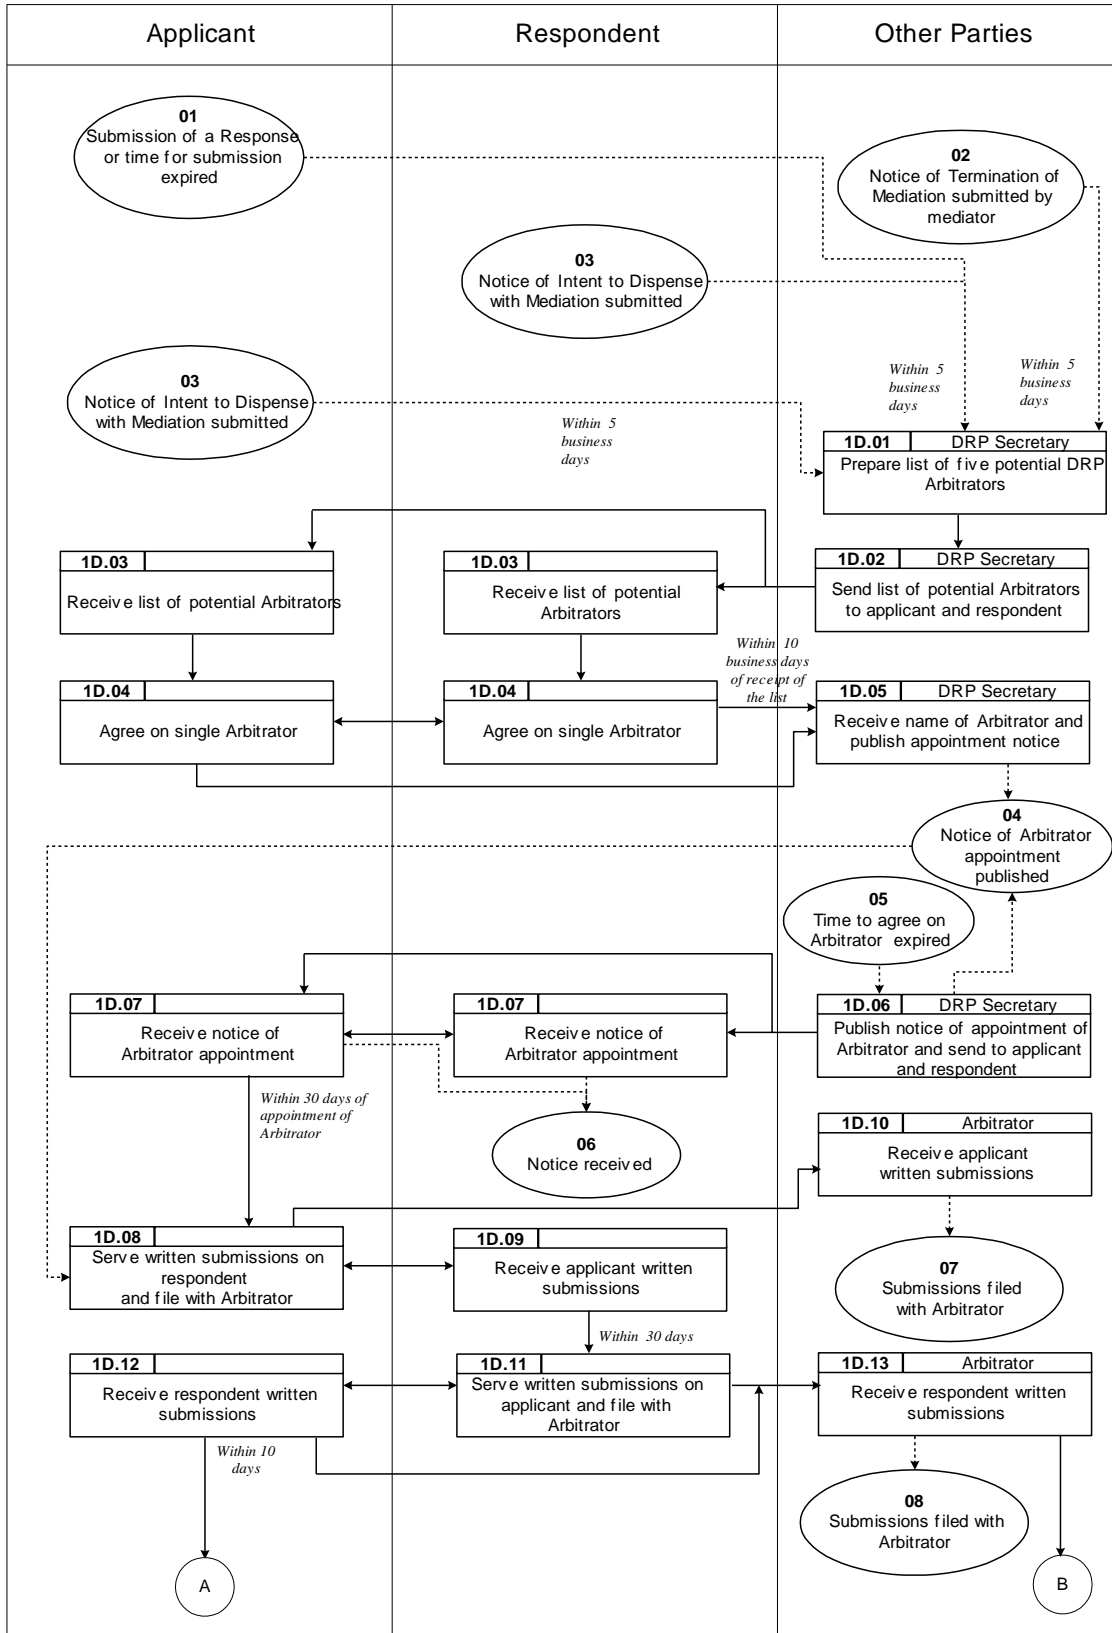 Applicant
Respondent
Other Parties
01
Submission of a Response
or time for submission
expired
02
Notice of Termination of
Mediation submitted by
mediator
03
Notice of Intent to Dispense
with Mediation submitted
03
Notice of Intent to Dispense
with Mediation submitted
Within 5
business
days
Within 5
business
days
Within 5
business
days
1D.01
DRP Secretary
Prepare list of five potential DRP
Arbitrators
1D.03
Receive list of potential Arbitrators
1D.03
Receive list of potential
Arbitrators
1D.02
DRP Secretary
Send list of potential Arbitrators
to applicant and respondent
Within 10
business days
of receipt of
the list
1D.04
Agree on single Arbitrator
1D.04
Agree on single Arbitrator
1D.05
DRP Secretary
Receive name of Arbitrator and
publish appointment notice
04
Notice of Arbitrator
appointment
published
05
Time to agree on
Arbitrator expired
1D.07
Receive notice of
Arbitrator appointment
1D.07
Receive notice of
Arbitrator appointment
1D.06
DRP Secretary
Publish notice of appointment of
Arbitrator and send to applicant
and respondent
Within 30 days of
appointment of
Arbitrator
06
Notice received
1D.10
Arbitrator
Receive applicant
written submissions
1D.08
Serve written submissions on
respondent
and file with Arbitrator
1D.09
Receive applicant written
submissions
07
Submissions filed
with Arbitrator
Within 30 days
1D.12
Receive respondent written
submissions
1D.11
Serve written submissions on
applicant and file with
Arbitrator
1D.13
Arbitrator
Receive respondent written
submissions
Within 10
days
08
Submissions filed with
Arbitrator
A
B